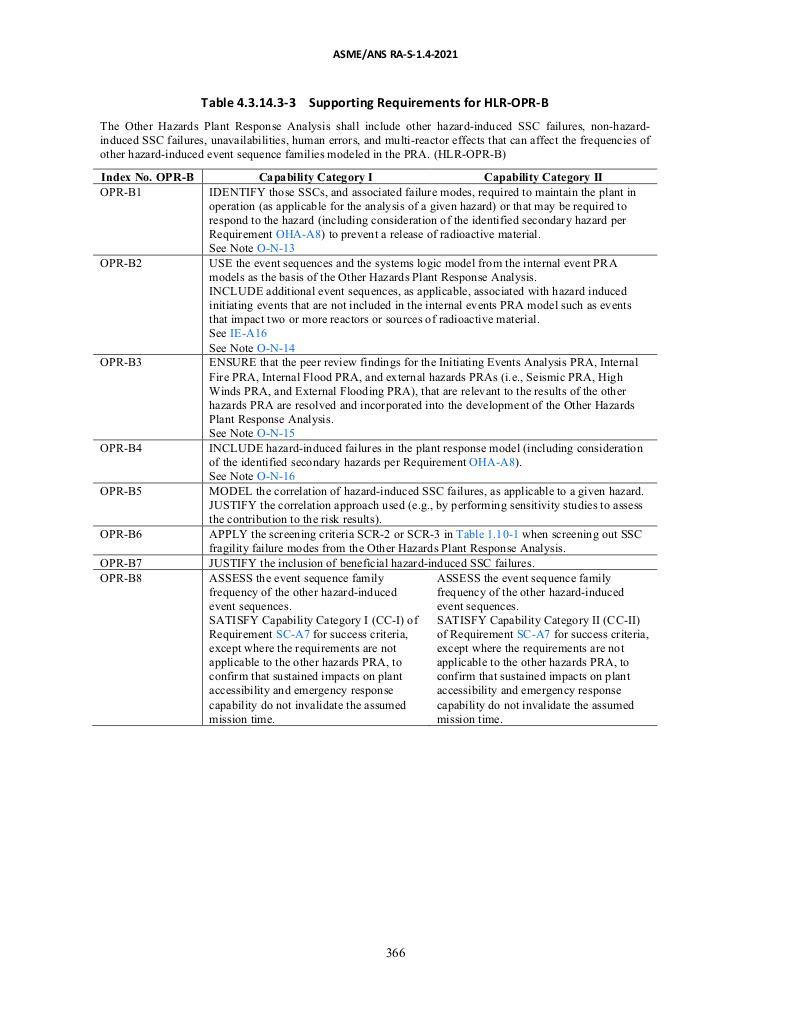 ASME/ANS RA-S-1.4-2021
Table 4.3.14.3-3 Supporting Requirements for HLR-OPR-B
The Other Hazards Plant Response Analysis shall include other hazard-induced SSC failures, non-hazard-
induced SSC failures, unavailabilities, human errors, and multi-reactor effects that can affect the frequencies of
other hazard-induced event sequence families modeled in the PRA. (HLR-OPR-B)
Index No. OPR-B Capability Category I Capability Category II
OPR-B1 IDENTIFY those SSCs, and associated failure modes, required to maintain the plant in
operation (as applicable for the analysis of a given hazard) or that may be required to
respond to the hazard (including consideration of the identified secondary hazard per
Requirement OHA-A8) to prevent a release of radioactive material.
See Note O-N-13
OPR-B2 USE the event sequences and the systems logic model from the internal event PRA
models as the basis of the Other Hazards Plant Response Analysis.
INCLUDE additional event sequences, as applicable, associated with hazard induced
initiating events that are not included in the internal events PRA model such as events
that impact two or more reactors or sources of radioactive material.
See IE-A16
See Note O-N-14
OPR-B3 ENSURE that the peer review findings for the Initiating Events Analysis PRA, Internal
Fire PRA, Internal Flood PRA, and external hazards PRAs (i.e., Seismic PRA, High
Winds PRA, and External Flooding PRA), that are relevant to the results of the other
hazards PRA are resolved and incorporated into the development of the Other Hazards
Plant Response Analysis.
See Note O-N-15
OPR-B4 INCLUDE hazard-induced failures in the plant response model (including consideration
of the identified secondary hazards per Requirement OHA-A8).
See Note O-N-16
OPR-B5 MODEL the correlation of hazard-induced SSC failures, as applicable to a given hazard.
JUSTIFY the correlation approach used (e.g., by performing sensitivity studies to assess
the contribution to the risk results).
OPR-B6 APPLY the screening criteria SCR-2 or SCR-3 in Table 1.10-1 when screening out SSC
fragility failure modes from the Other Hazards Plant Response Analysis.
OPR-B7 JUSTIFY the inclusion of beneficial hazard-induced SSC failures.
OPR-B8 ASSESS the event sequence family
frequency of the other hazard-induced
event sequences.
SATISFY Capability Category I (CC-I) of
Requirement SC-A7 for success criteria,
except where the requirements are not
applicable to the other hazards PRA, to
confirm that sustained impacts on plant
accessibility and emergency response
capability do not invalidate the assumed
mission time.
ASSESS the event sequence family
frequency of the other hazard-induced
event sequences.
SATISFY Capability Category II (CC-II)
of Requirement SC-A7 for success criteria,
except where the requirements are not
applicable to the other hazards PRA, to
confirm that sustained impacts on plant
accessibility and emergency response
capability do not invalidate the assumed
mission time.
366